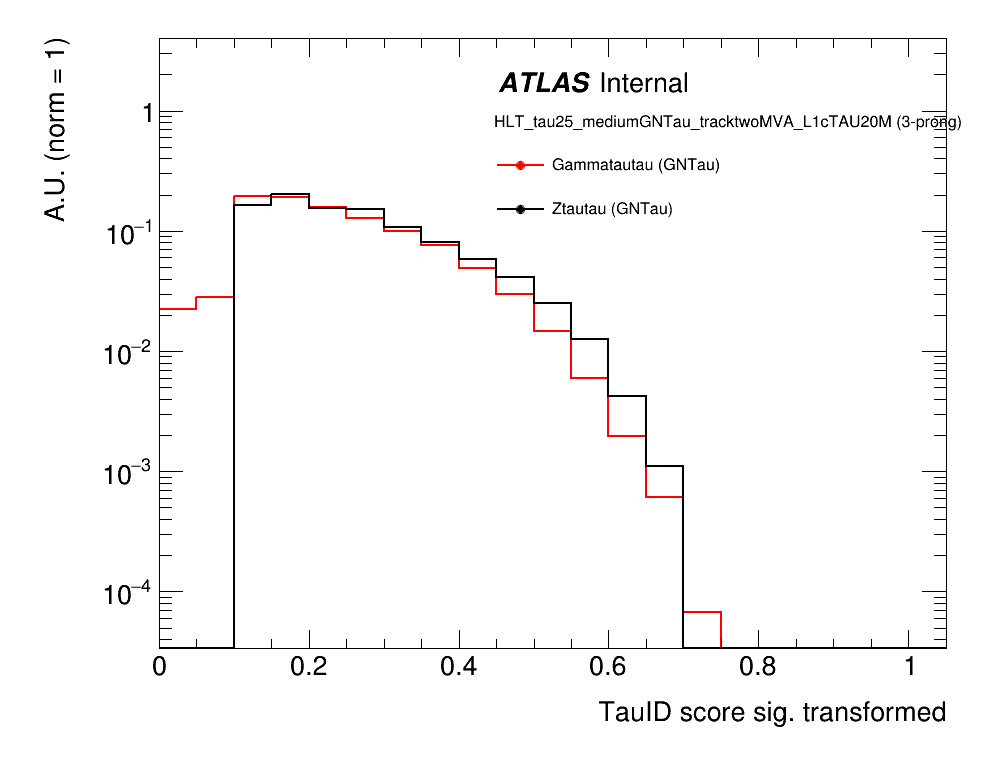 A.U. (norm = 1)
ATLAS Internal
HLT_tau25_mediumGNTau_tracktwoMVA_L1cTAU20M (3-prong)
Gammatautau (GNTau)
Ztautau (GNTau)
1
10⁻¹
10⁻²
10⁻³
10⁻⁴
0 0.2 0.4 0.6 0.8 1
TauID score sig. transformed